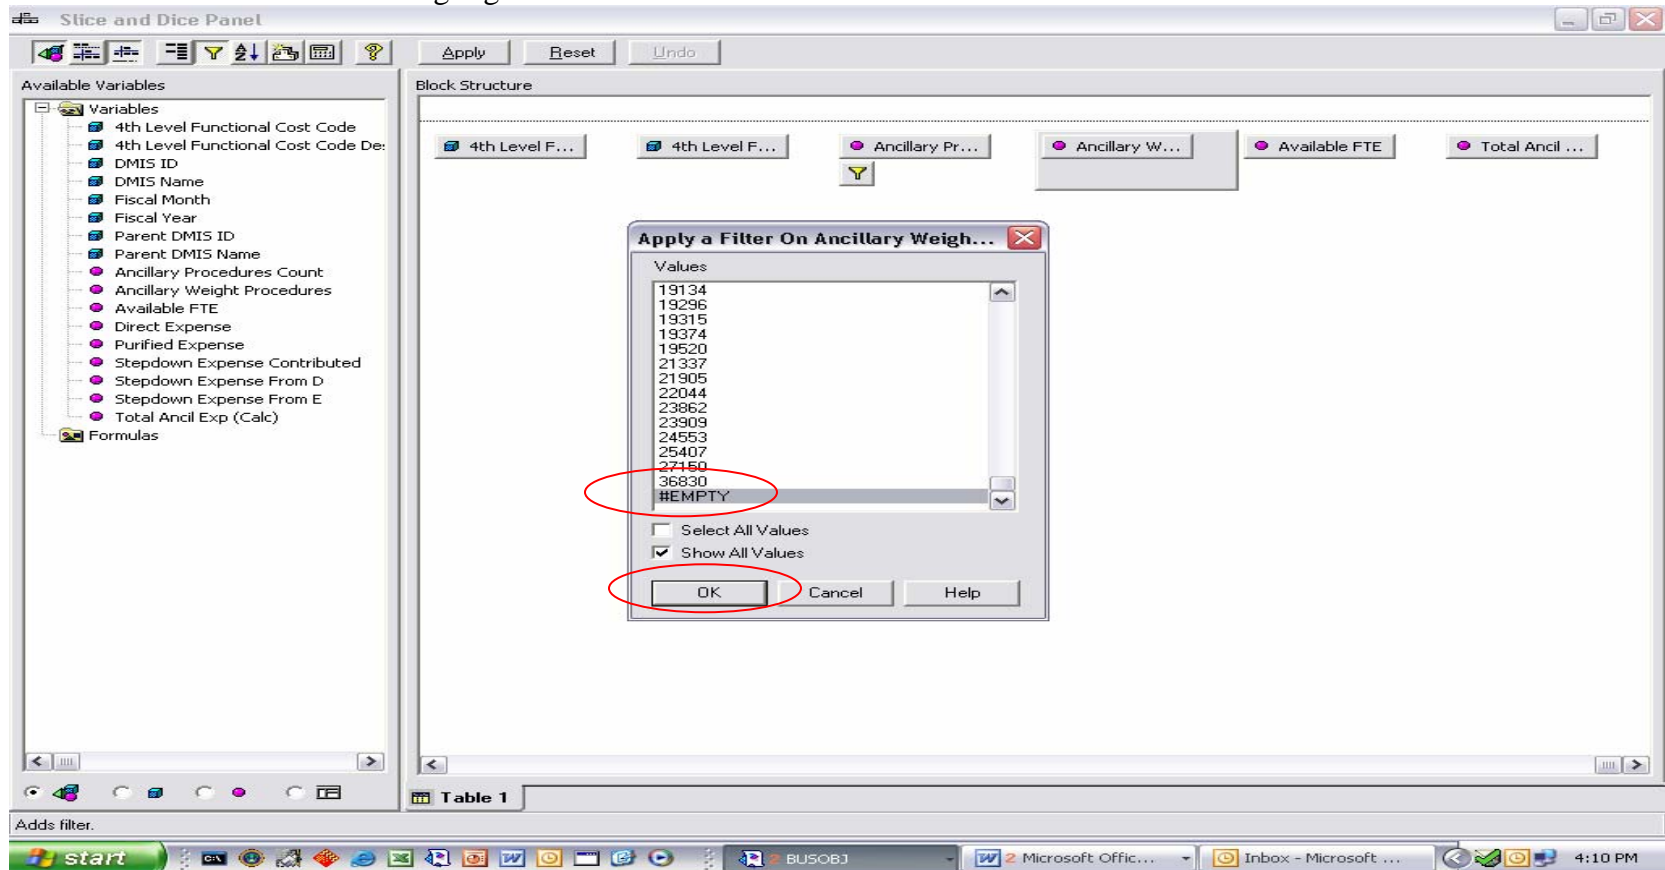 Slice and Dice Panel
Apply
Reset
Undo
Available Variables
Variables
4th Level Functional Cost Code
4th Level Functional Cost Code De
DMIS ID
DMIS Name
Fiscal Month
Fiscal Year
Parent DMIS ID
Parent DMIS Name
Ancillary Procedures Count
Ancillary Weight Procedures
Available FTE
Direct Expense
Purified Expense
Stepdown Expense Contributed
Stepdown Expense From D
Stepdown Expense From E
Total Ancil Exp (Calc)
Formulas
Block Structure
4th Level F...
4th Level F...
Ancillary Pr...
Ancillary W...
Available FTE
Total Ancil ...
Apply a Filter On Ancillary Weigh...
Values
19134
19296
19315
19374
19520
21337
21905
22044
23862
23909
24553
25407
27150
36830
#EMPTY
Select All Values
Show All Values
OK
Cancel
Help
Table 1
Adds filter.
start
2 BUSOBJ
2 Microsoft Offic...
Inbox - Microsoft ...
4:10 PM